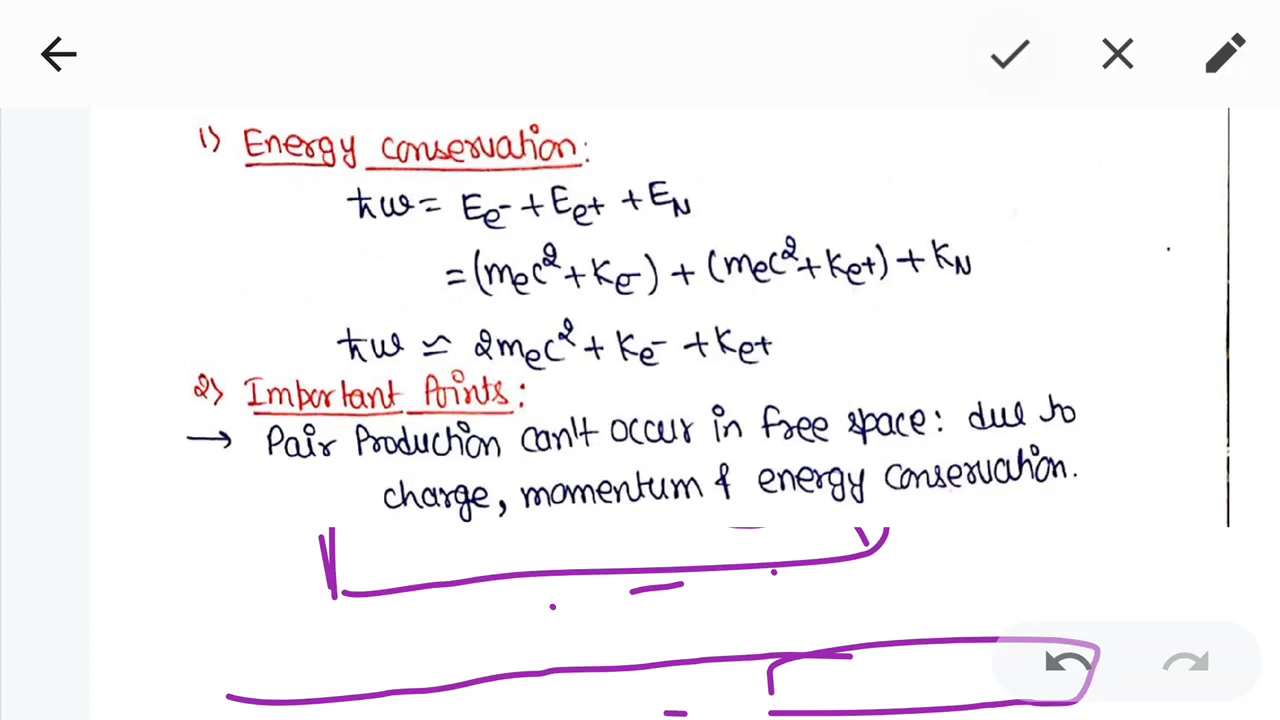 1) Energy conservation:
ħω = Ee- + Ee+ + EN
= (mec² + Ke-) + (mec² + Ke+) + KN
ħω ≃ 2mec² + Ke- + Ke+
2) Important Points:
→ Pair Production can't occur in free space: due to
charge, momentum & energy conservation.